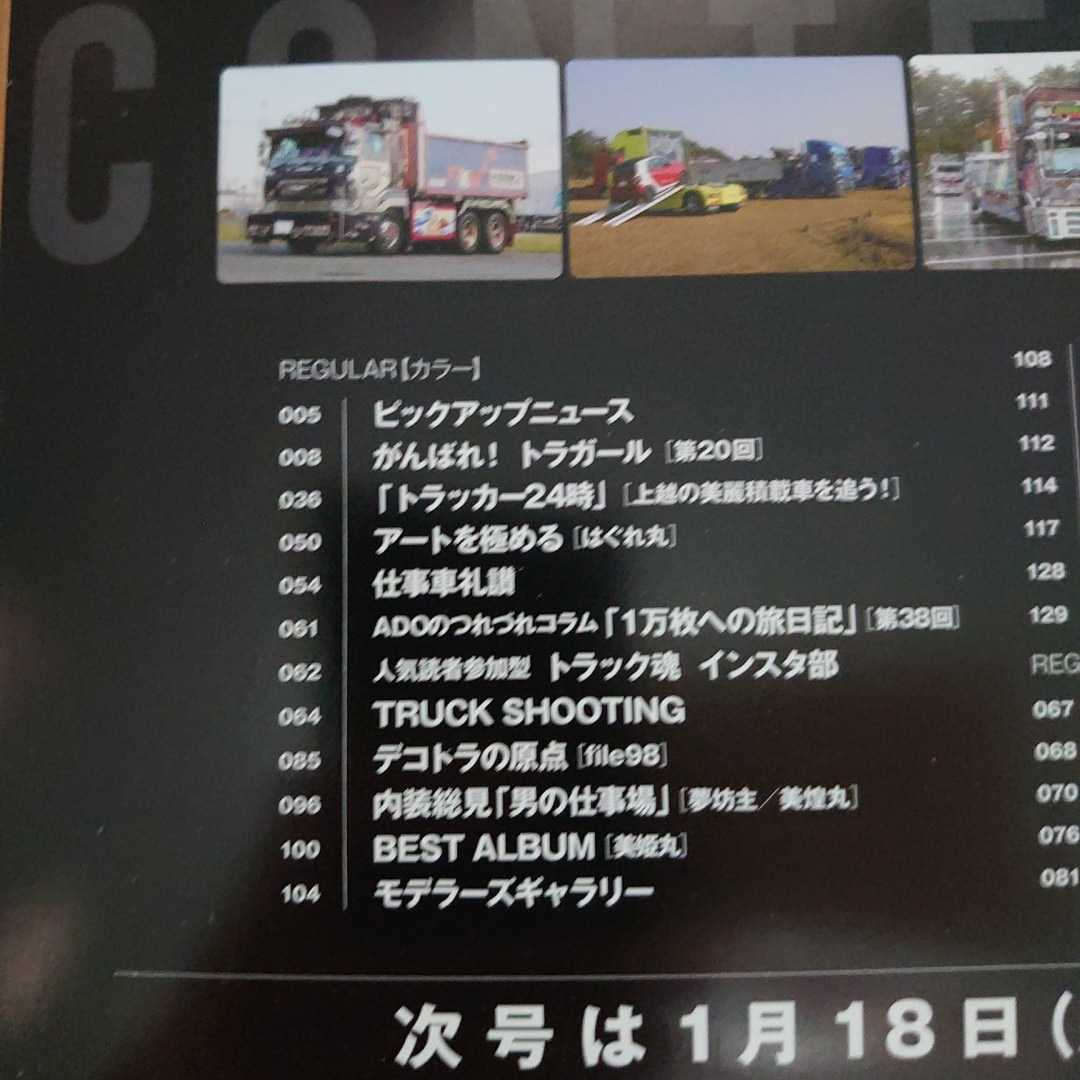 CONTE
REGULAR【カラー】
005 ピックアップニュース
008 がんばれ! トラガール [第20回]
036 「トラッカー24時」 [上越の美麗積載車を追う!]
050 アートを極める [はぐれ丸]
054 仕事車礼讃
061 ADOのつれづれコラム「1万枚への旅日記」[第38回]
062 人気読者参加型 トラック魂 インスタ部
064 TRUCK SHOOTING
085 デコトラの原点 [file98]
096 内装総見「男の仕事場」[夢坊主/美煌丸]
100 BEST ALBUM [美姫丸]
104 モデラーズギャラリー
108
111
112
114
117
128
129
REG
067
068
070
076
081
次号は1月18日(